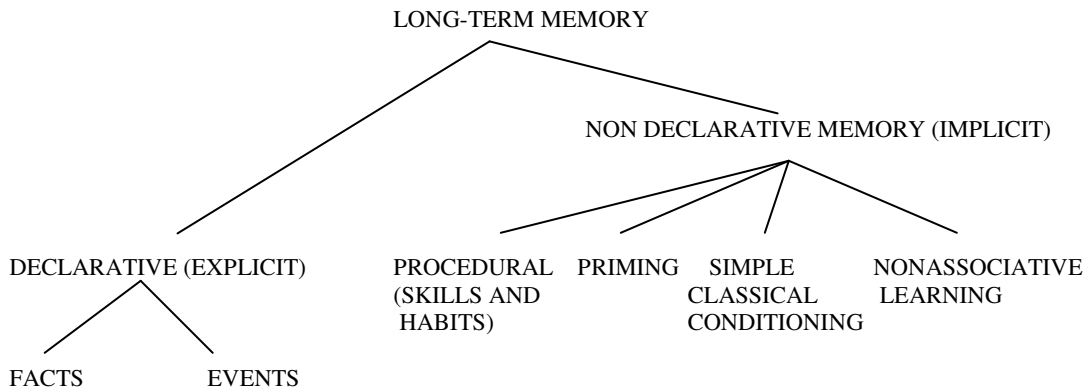 LONG-TERM MEMORY
NON DECLARATIVE MEMORY (IMPLICIT)
DECLARATIVE (EXPLICIT)
PROCEDURAL
(SKILLS AND
HABITS)
PRIMING
SIMPLE
CLASSICAL
CONDITIONING
NONASSOCIATIVE
LEARNING
FACTS
EVENTS